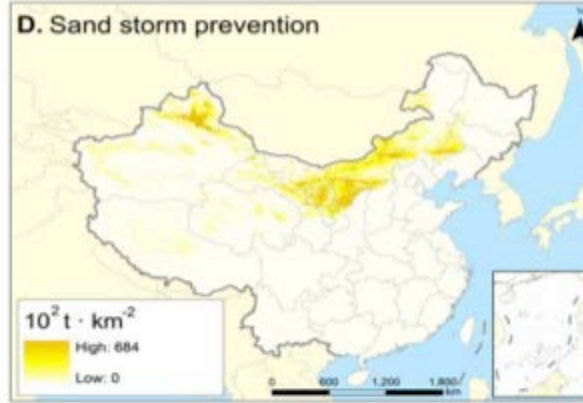 D. Sand storm prevention
10² t · km⁻²
High: 684
Low: 0
0 600 1,200 1,800
km